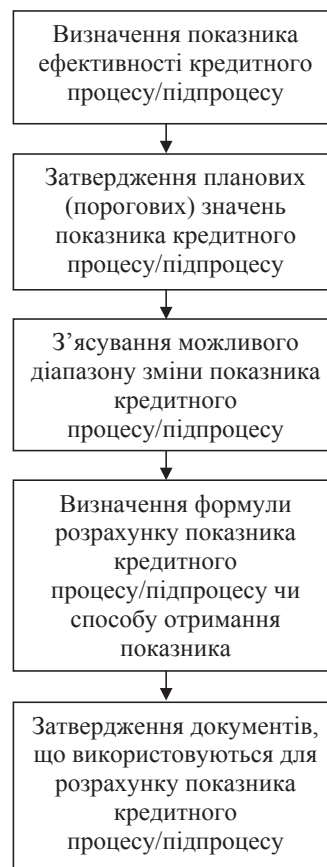 Визначення показника
ефективності кредитного
процесу/підпроцесу
Затвердження планових
(порогових) значень
показника кредитного
процесу/підпроцесу
З’ясування можливого
діапазону зміни показника
кредитного
процесу/підпроцесу
Визначення формули
розрахунку показника
кредитного
процесу/підпроцесу чи
способу отримання
показника
Затвердження документів,
що використовуються для
розрахунку показника
кредитного
процесу/підпроцесу